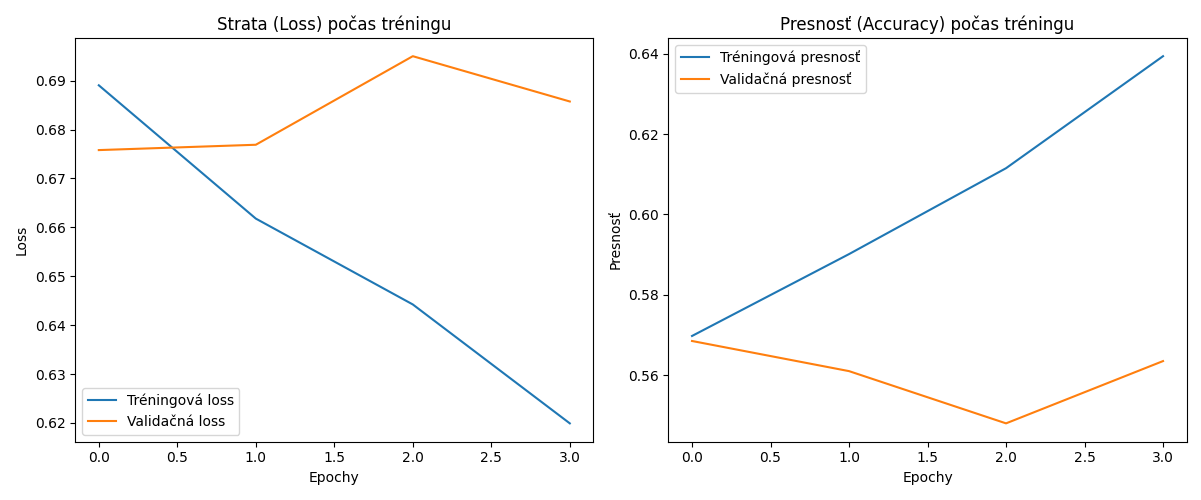 Strata (Loss) počas tréningu
Loss
0.69
0.68
0.67
0.66
0.65
0.64
0.63
0.62
Tréningová loss
Validačná loss
0.0 0.5 1.0 1.5 2.0 2.5 3.0
Epochy
Presnosť (Accuracy) počas tréningu
Presnosť
0.64
0.62
0.60
0.58
0.56
Tréningová presnosť
Validačná presnosť
0.0 0.5 1.0 1.5 2.0 2.5 3.0
Epochy